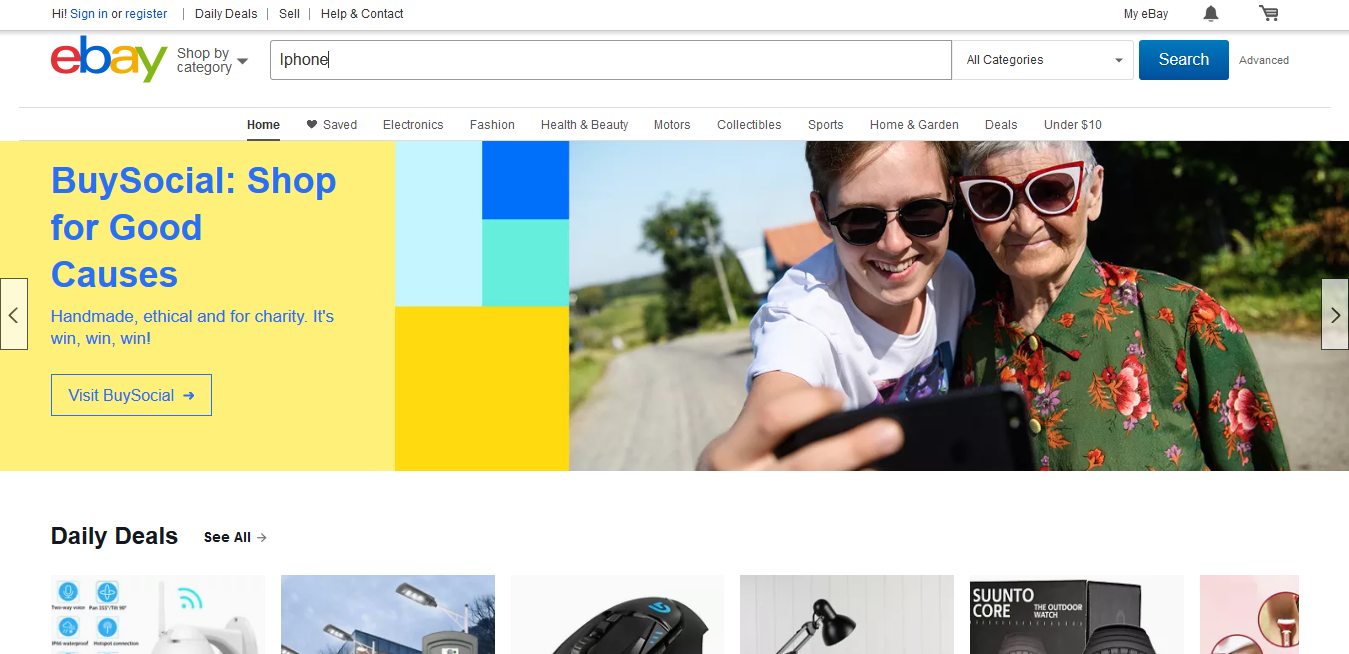 Hi! Sign in or register | Daily Deals | Sell | Help & Contact My eBay
ebay
Shop by
category
Iphone
All Categories
Search
Advanced
Home Saved Electronics Fashion Health & Beauty Motors Collectibles Sports Home & Garden Deals Under $10
BuySocial: Shop
for Good
Causes
Handmade, ethical and for charity. It's
win, win, win!
Visit BuySocial →
Daily Deals See All →
Two-way voice Pan 355°/Tilt 90°
IP66 waterproof Hotspot connection
SUUNTO
CORE
THE OUTDOOR
WATCH